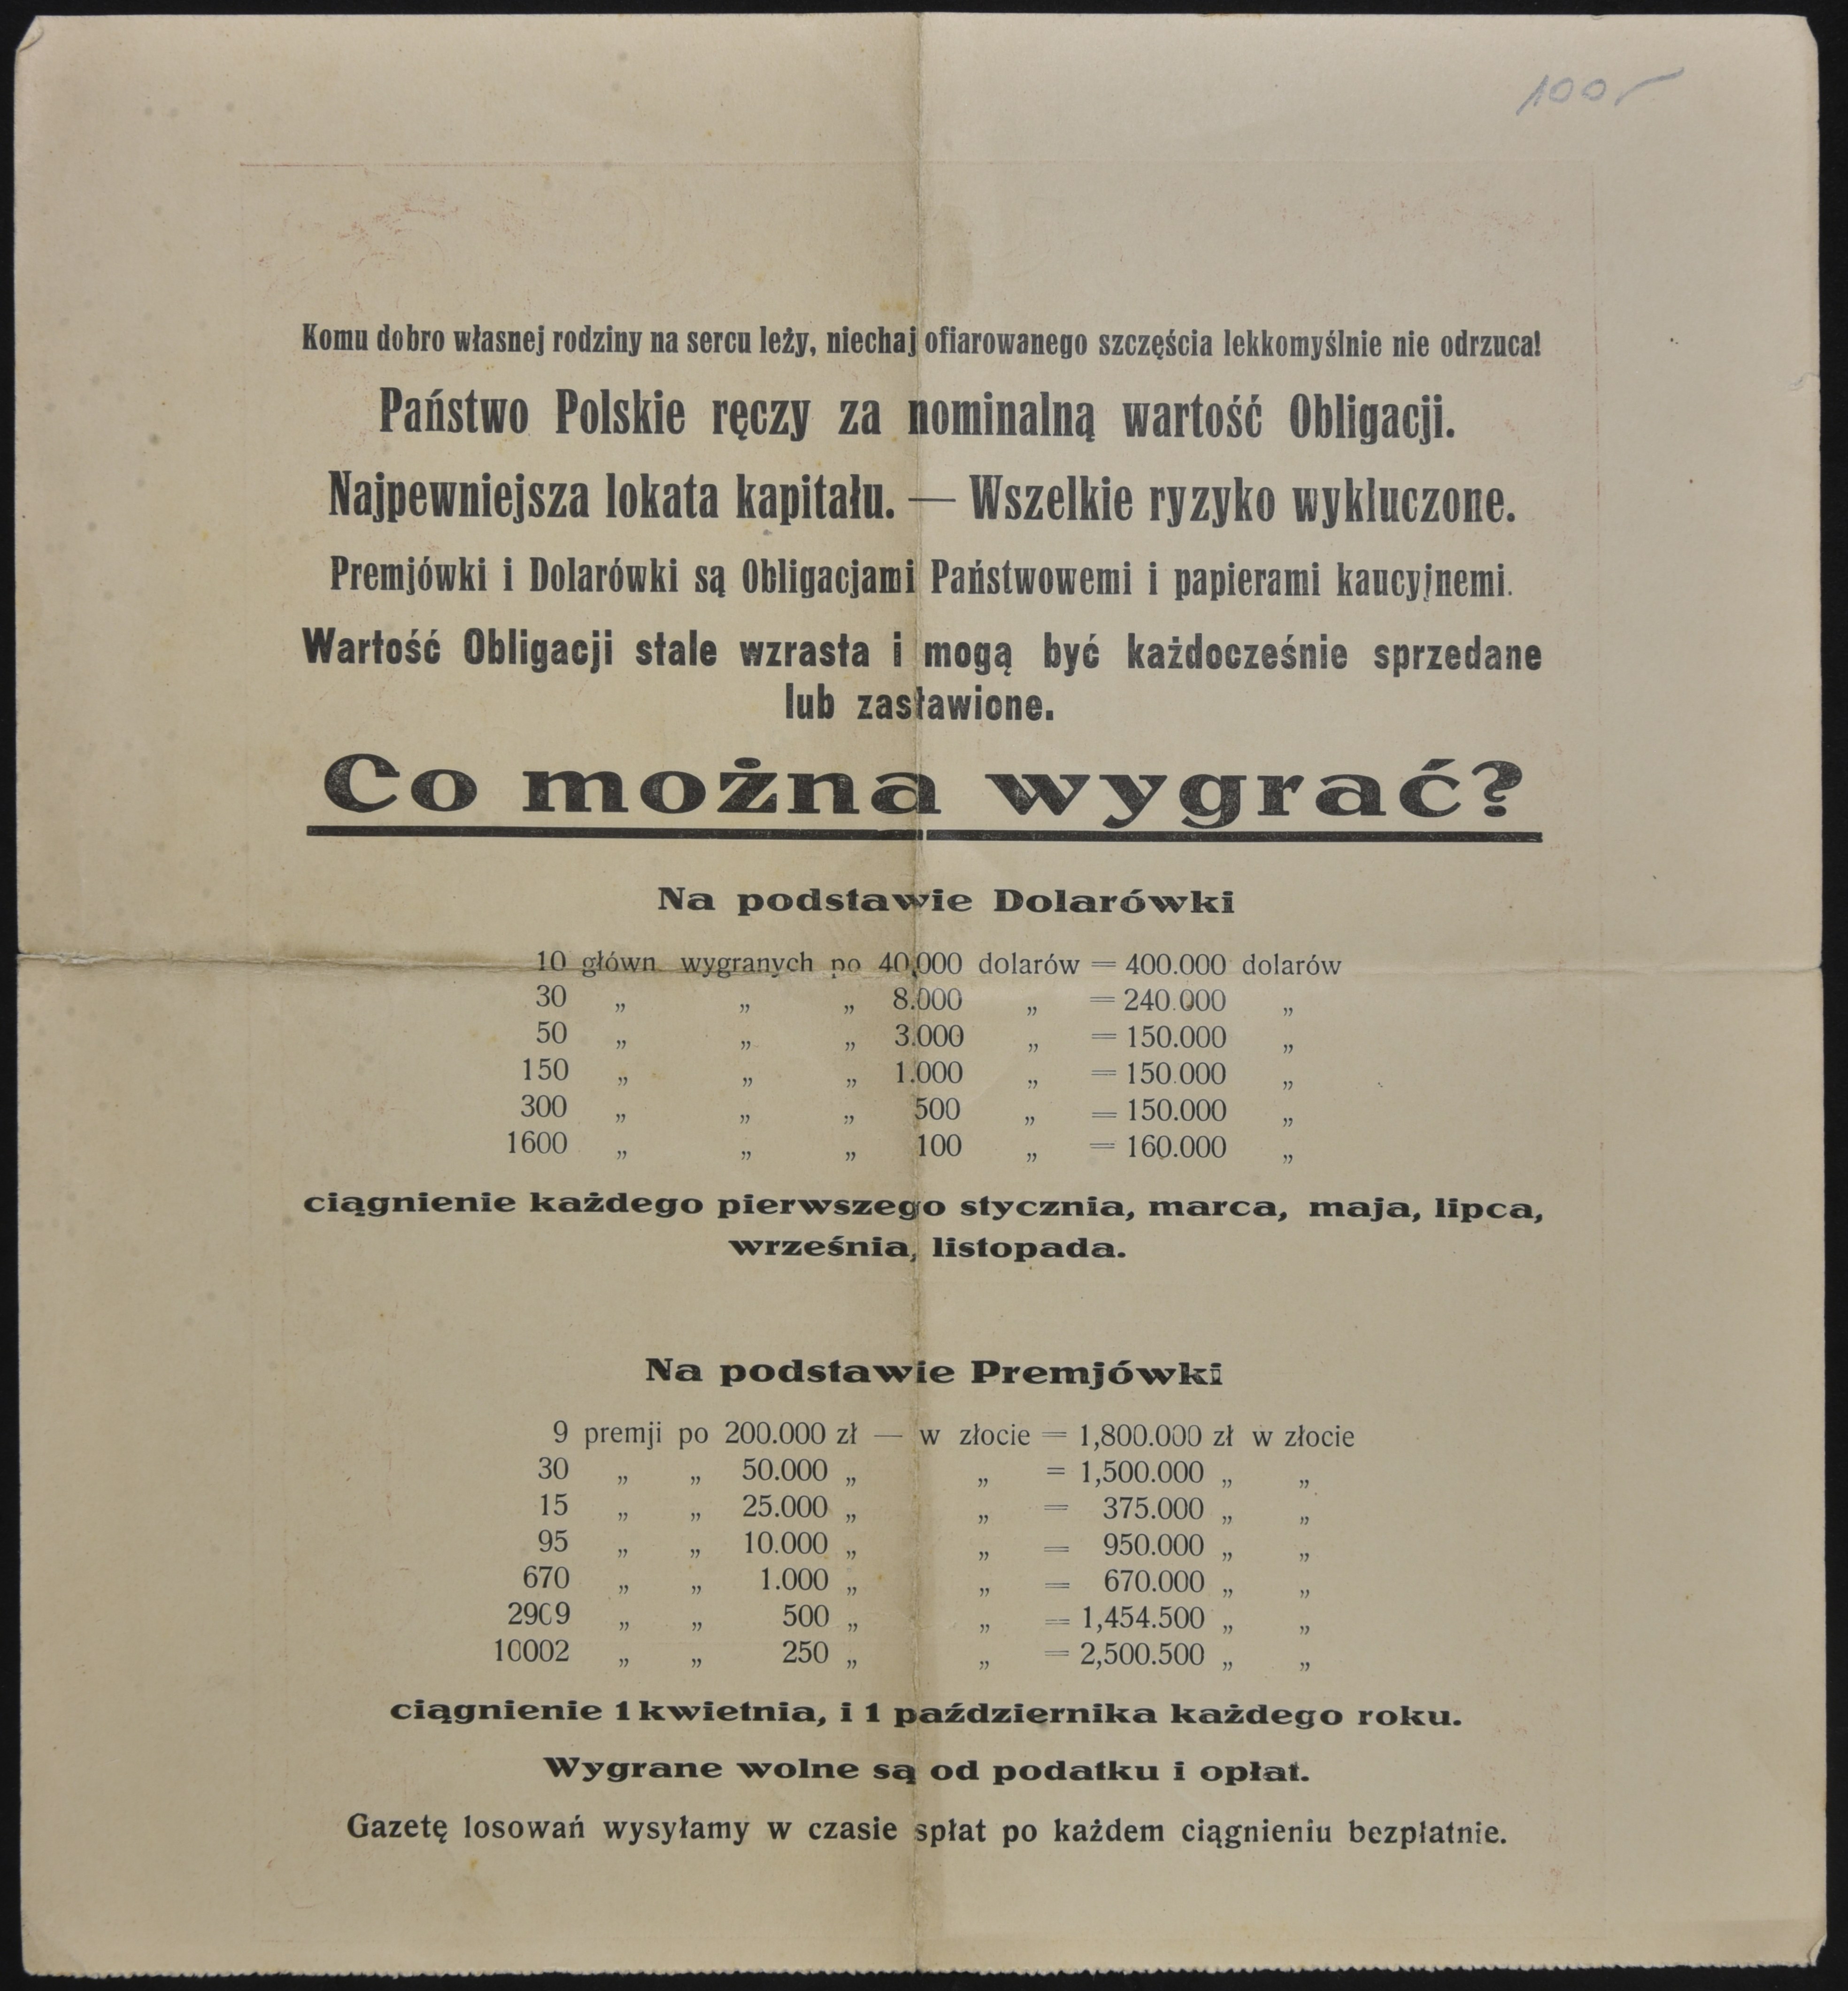 100
Komu dobro własnej rodziny na sercu leży, niechaj ofiarowanego szczęścia lekkomyślnie nie odrzuca!
Państwo Polskie ręczy za nominalną wartość Obligacji.
Najpewniejsza lokata kapitału. — Wszelkie ryzyko wykluczone.
Premjówki i Dolarówki są Obligacjami Państwowemi i papierami kaucyjnemi.
Wartość Obligacji stale wzrasta i mogą być każdocześnie sprzedane
lub zastawione.
Co można wygrać?
Na podstawie Dolarówki
10 główn. wygranych po 40.000 dolarów = 400.000 dolarów
30 „ „ „ 8.000 „ = 240.000 „
50 „ „ „ 3.000 „ = 150.000 „
150 „ „ „ 1.000 „ = 150.000 „
300 „ „ „ 500 „ = 150.000 „
1600 „ „ „ 100 „ = 160.000 „
ciągnienie każdego pierwszego stycznia, marca, maja, lipca,
września, listopada.
Na podstawie Premjówki
9 premji po 200.000 zł — w złocie = 1,800.000 zł w złocie
30 „ „ 50.000 „ „ = 1,500.000 „ „
15 „ „ 25.000 „ „ = 375.000 „ „
95 „ „ 10.000 „ „ = 950.000 „ „
670 „ „ 1.000 „ „ = 670.000 „ „
2909 „ „ 500 „ „ = 1,454.500 „ „
10002 „ „ 250 „ „ = 2,500.500 „ „
ciągnienie 1 kwietnia, i 1 października każdego roku.
Wygrane wolne są od podatku i opłat.
Gazetę losowań wysyłamy w czasie spłat po każdem ciągnieniu bezpłatnie.